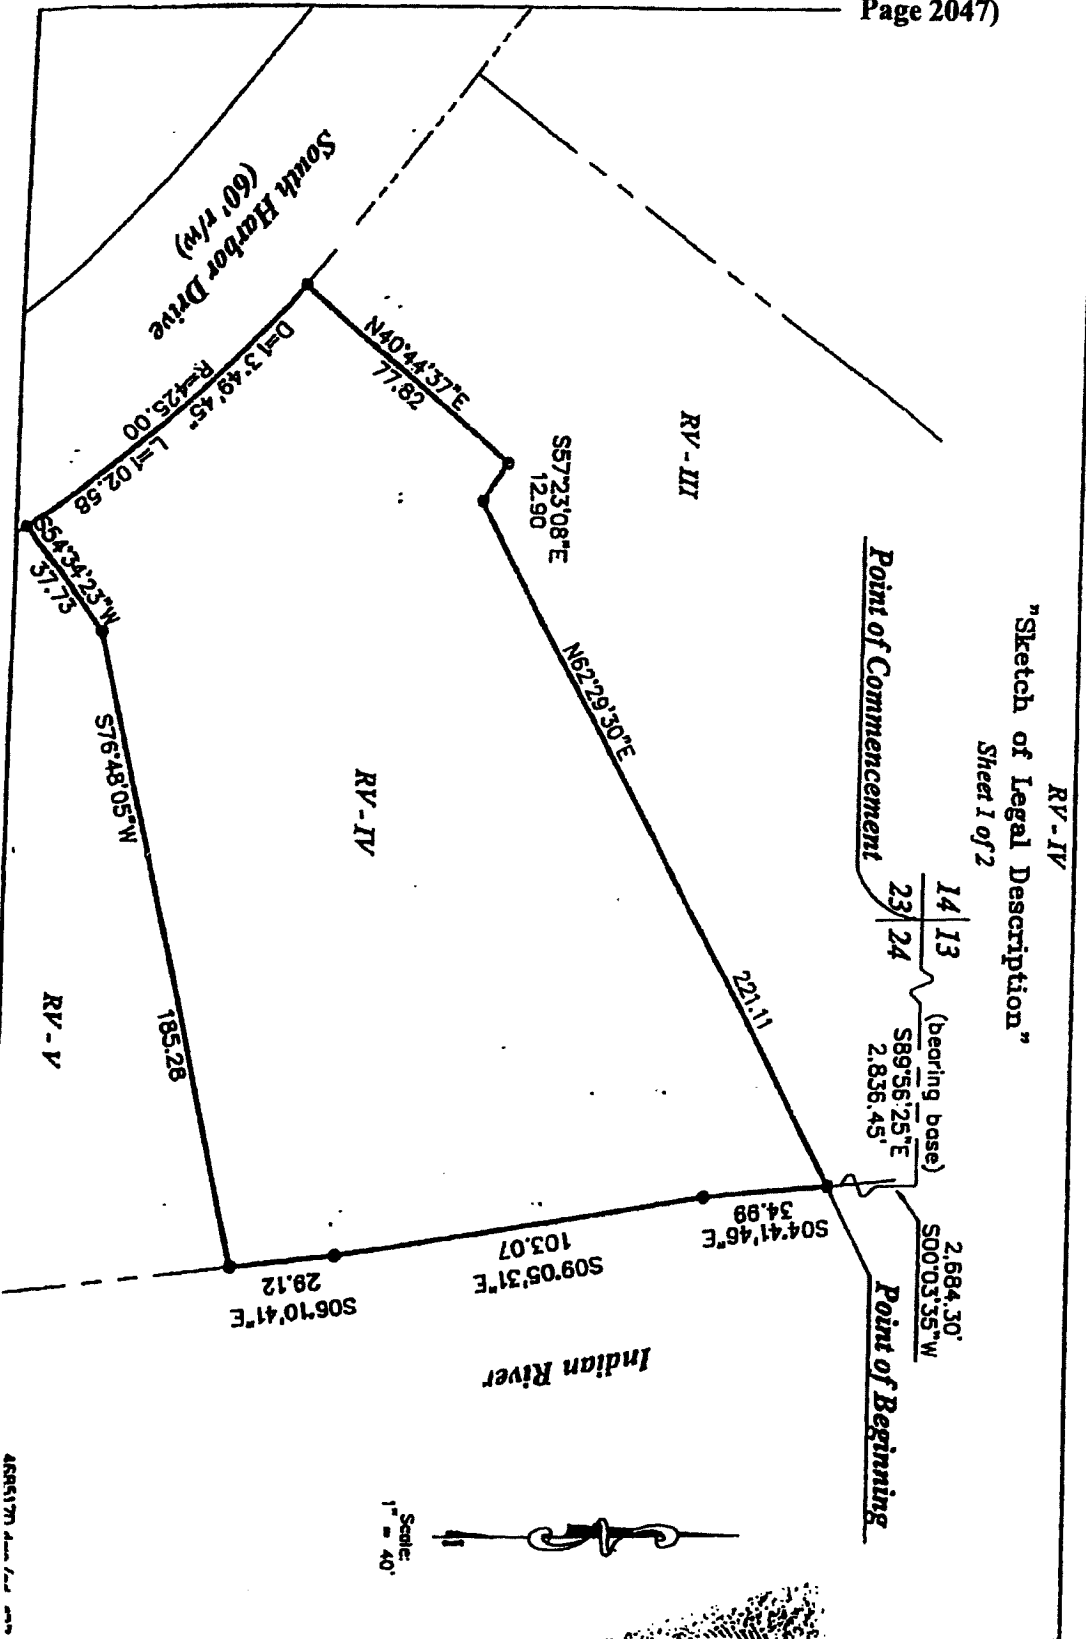 Page 2047)
RV-IV
"Sketch of Legal Description"
Sheet 1 of 2
Point of Commencement
14 13
23 24
(bearing base)
S89°56'25"E
2,836.45'
2,684.30'
S00°03'35"W
Point of Beginning
South Harbor Drive
(60' r/w)
RV-III
N40°44'37"E
77.82
S57°23'08"E
12.90
N62°29'30"E
221.11
D=13°49'45"
R=425.00
L=102.58
S54°34'23"W
37.73
RV-IV
S76°48'05"W
185.28
RV-V
S04°41'46"E
34.99
S09°05'31"E
103.07
S06°10'41"E
29.12
Indian River
Scale:
1" = 40'